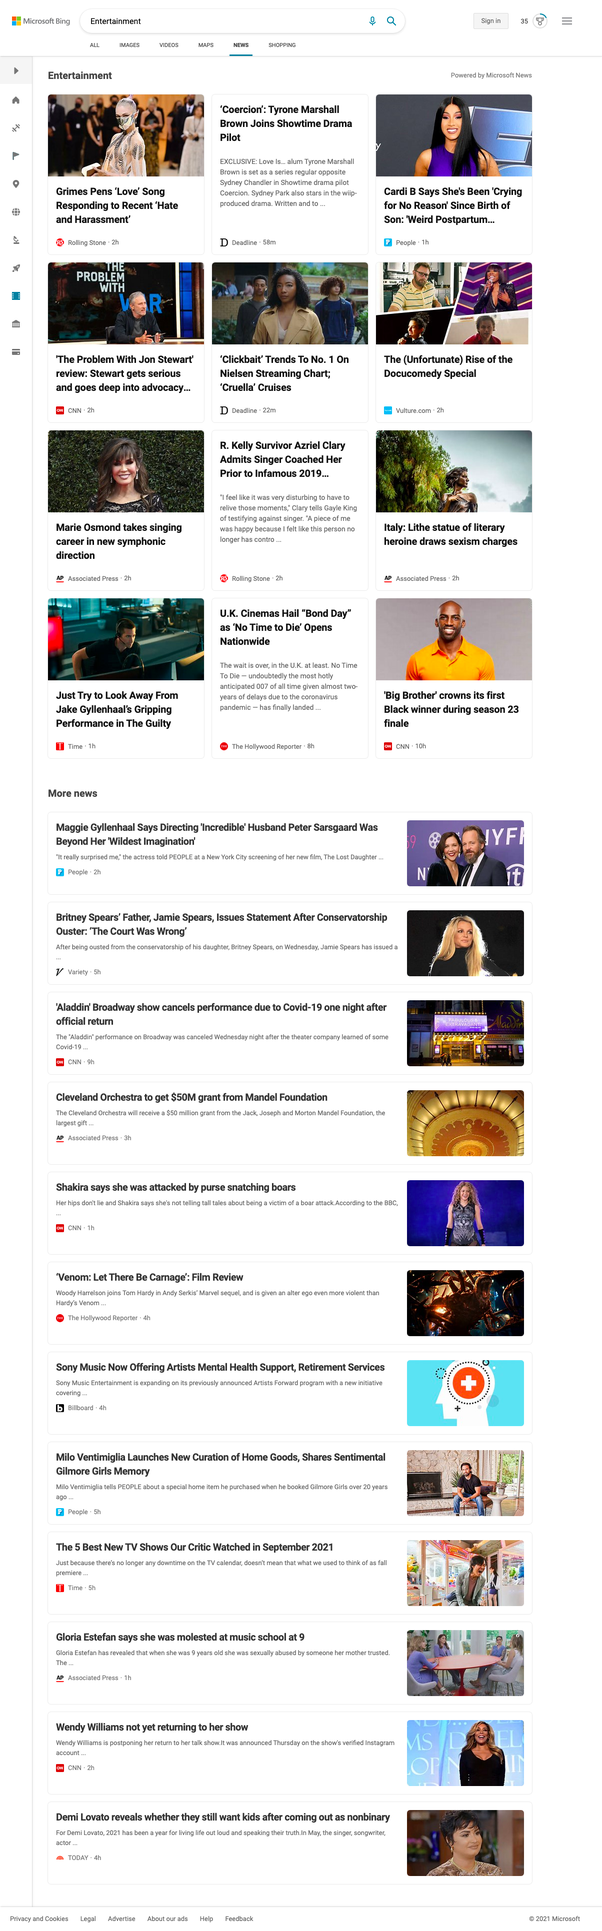 Microsoft Bing
Entertainment
Sign in
35
ALL IMAGES VIDEOS MAPS NEWS SHOPPING
Entertainment
Powered by Microsoft News
Grimes Pens ‘Love’ Song
Responding to Recent ‘Hate
and Harassment’
Rolling Stone · 2h
‘Coercion’: Tyrone Marshall
Brown Joins Showtime Drama
Pilot
EXCLUSIVE: Love Is... alum Tyrone Marshall
Brown is set as a series regular opposite
Sydney Chandler in Showtime drama pilot
Coercion. Sydney Park also stars in the wiip-
produced drama. Written and to ...
Deadline · 58m
Cardi B Says She's Been 'Crying
for No Reason' Since Birth of
Son: 'Weird Postpartum...
People · 1h
THE
PROBLEM
WITH
WAR
'The Problem With Jon Stewart'
review: Stewart gets serious
and goes deep into advocacy...
CNN · 2h
‘Clickbait’ Trends To No. 1 On
Nielsen Streaming Chart;
‘Cruella’ Cruises
Deadline · 22m
The (Unfortunate) Rise of the
Docucomedy Special
Vulture.com · 2h
Marie Osmond takes singing
career in new symphonic
direction
AP Associated Press · 2h
R. Kelly Survivor Azriel Clary
Admits Singer Coached Her
Prior to Infamous 2019...
"I feel like it was very disturbing to have to
relive those moments," Clary tells Gayle King
of testifying against singer. "A piece of me
was happy because I felt like this person no
longer has contro ...
Rolling Stone · 2h
Italy: Lithe statue of literary
heroine draws sexism charges
AP Associated Press · 2h
Just Try to Look Away From
Jake Gyllenhaal’s Gripping
Performance in The Guilty
Time · 1h
U.K. Cinemas Hail “Bond Day”
as ‘No Time to Die’ Opens
Nationwide
The wait is over, in the U.K. at least. No Time
To Die — undoubtedly the most hotly
anticipated 007 of all time given almost two-
years of delays due to the coronavirus
pandemic — has finally landed ...
The Hollywood Reporter · 8h
'Big Brother' crowns its first
Black winner during season 23
finale
CNN · 10h
More news
Maggie Gyllenhaal Says Directing 'Incredible' Husband Peter Sarsgaard Was
Beyond Her 'Wildest Imagination'
"It really surprised me," the actress told PEOPLE at a New York City screening of her new film, The Lost Daughter ...
People · 2h
Britney Spears’ Father, Jamie Spears, Issues Statement After Conservatorship
Ouster: ‘The Court Was Wrong’
After being ousted from the conservatorship of his daughter, Britney Spears, on Wednesday, Jamie Spears has issued a
...
Variety · 5h
'Aladdin' Broadway show cancels performance due to Covid-19 one night after
official return
The "Aladdin" performance on Broadway was canceled Wednesday night after the theater company learned of some
Covid-19 ...
CNN · 9h
Cleveland Orchestra to get $50M grant from Mandel Foundation
The Cleveland Orchestra will receive a $50 million grant from the Jack, Joseph and Morton Mandel Foundation, the
largest gift ...
AP Associated Press · 3h
Shakira says she was attacked by purse snatching boars
Her hips don't lie and Shakira says she's not telling tall tales about being a victim of a boar attack.According to the BBC,
...
CNN · 1h
‘Venom: Let There Be Carnage’: Film Review
Woody Harrelson joins Tom Hardy in Andy Serkis’ Marvel sequel, and is given an alter ego even more violent than
Hardy’s Venom ...
The Hollywood Reporter · 4h
Sony Music Now Offering Artists Mental Health Support, Retirement Services
Sony Music Entertainment is expanding on its previously announced Artists Forward program with a new initiative
covering ...
Billboard · 4h
Milo Ventimiglia Launches New Curation of Home Goods, Shares Sentimental
Gilmore Girls Memory
Milo Ventimiglia tells PEOPLE about a special home item he purchased when he booked Gilmore Girls over 20 years
ago ...
People · 5h
The 5 Best New TV Shows Our Critic Watched in September 2021
Just because there's no longer any downtime on the TV calendar, doesn't mean that what we used to think of as fall
premiere ...
Time · 5h
Gloria Estefan says she was molested at music school at 9
Gloria Estefan has revealed that when she was 9 years old she was sexually abused by someone her mother trusted.
The ...
AP Associated Press · 1h
Wendy Williams not yet returning to her show
Wendy Williams is postponing her return to her talk show.It was announced Thursday on the show's verified Instagram
account ...
CNN · 2h
Demi Lovato reveals whether they still want kids after coming out as nonbinary
For Demi Lovato, 2021 has been a year for living life out loud and speaking their truth.In May, the singer, songwriter,
actor ...
TODAY · 4h
Privacy and Cookies Legal Advertise About our ads Help Feedback
© 2021 Microsoft